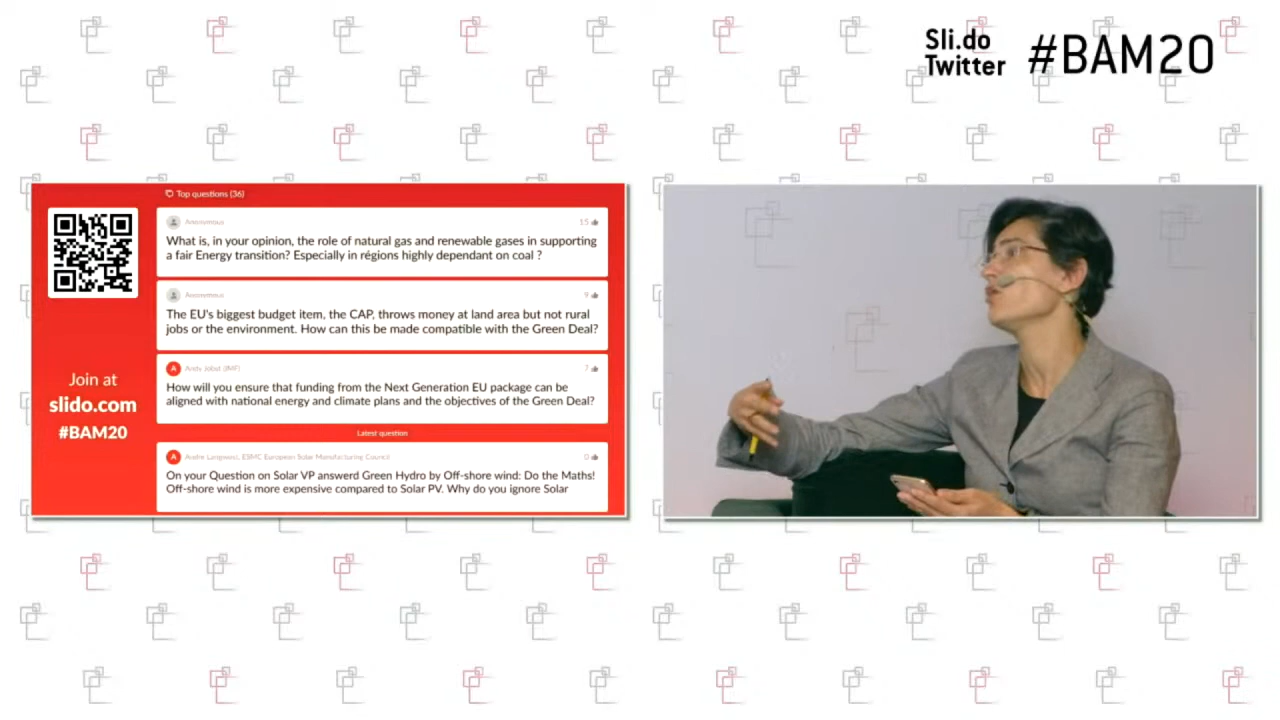 Sli.do
Twitter
#BAM20
Top questions (36)
Anonymous
15
What is, in your opinion, the role of natural gas and renewable gases in supporting
a fair Energy transition? Especially in régions highly dependant on coal ?
Anonymous
9
The EU's biggest budget item, the CAP, throws money at land area but not rural
jobs or the environment. How can this be made compatible with the Green Deal?
A
Andy Jobst (IMF)
7
How will you ensure that funding from the Next Generation EU package can be
aligned with national energy and climate plans and the objectives of the Green Deal?
Join at
slido.com
#BAM20
Latest question
A
Andre Langwost, ESMC European Solar Manufacturing Council
0
On your Question on Solar VP answerd Green Hydro by Off-shore wind: Do the Maths!
Off-shore wind is more expensive compared to Solar PV. Why do you ignore Solar